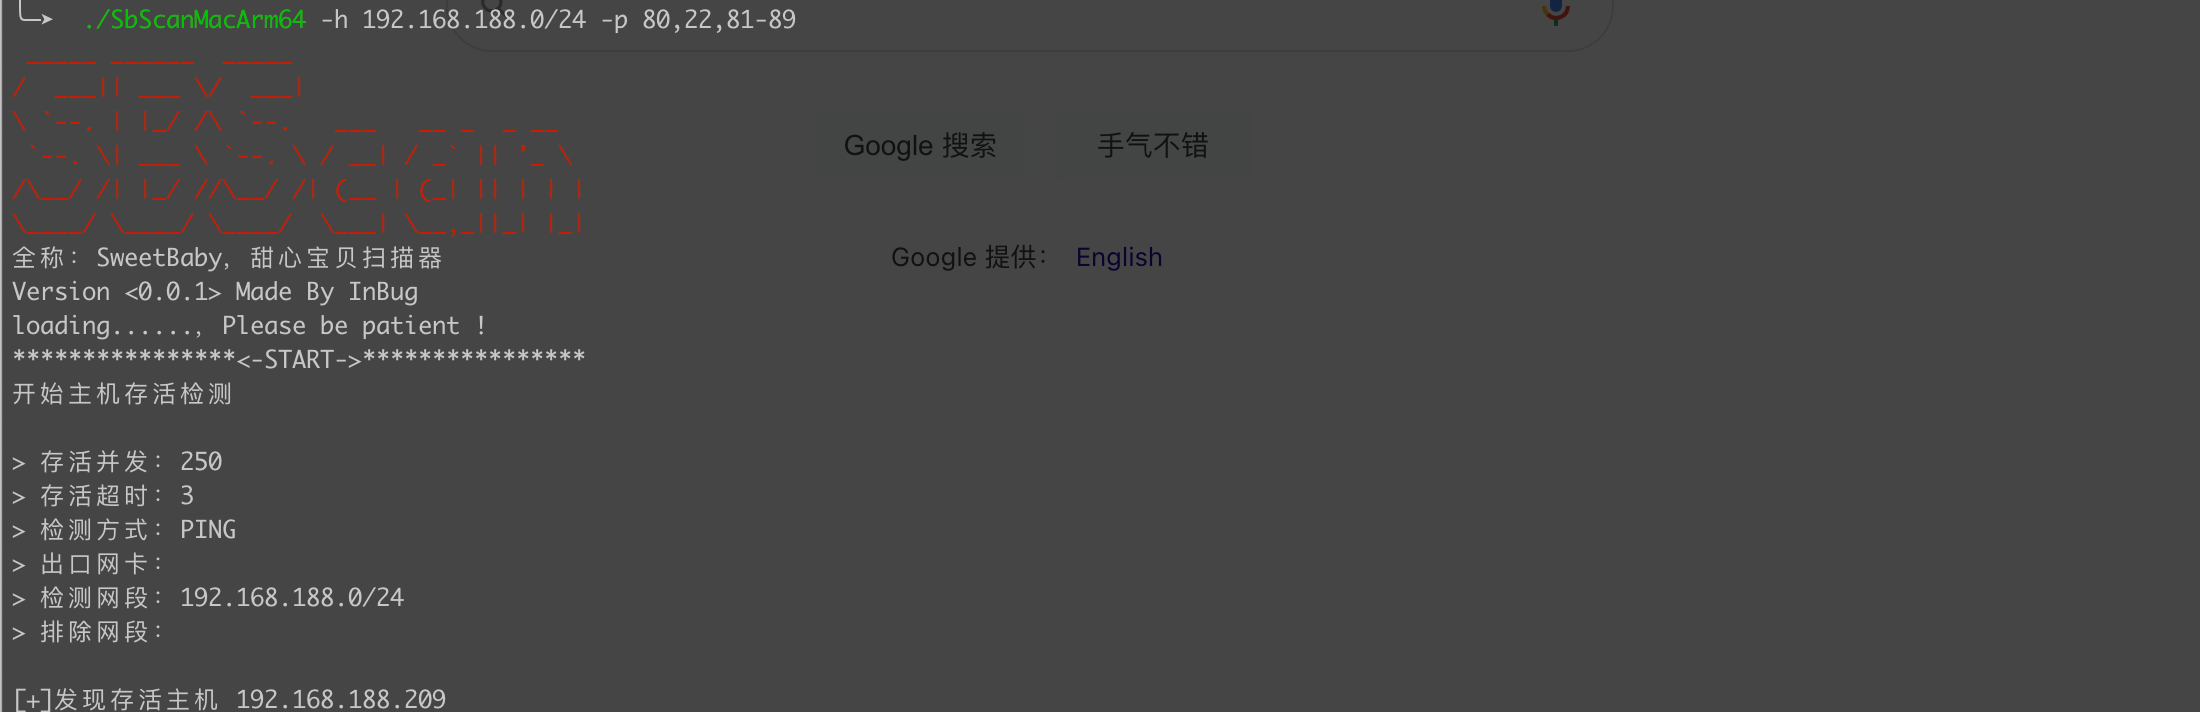 ./SbScanMacArm64 -h 192.168.188.0/24 -p 80,22,81-89
SBScan
Google 搜索 手气不错
全称：SweetBaby, 甜心宝贝扫描器
Google 提供： English
Version <0.0.1> Made By InBug
loading......, Please be patient !
****************<-START->****************
开始主机存活检测
> 存活并发：250
> 存活超时：3
> 检测方式：PING
> 出口网卡：
> 检测网段：192.168.188.0/24
> 排除网段：
[+]发现存活主机 192.168.188.209